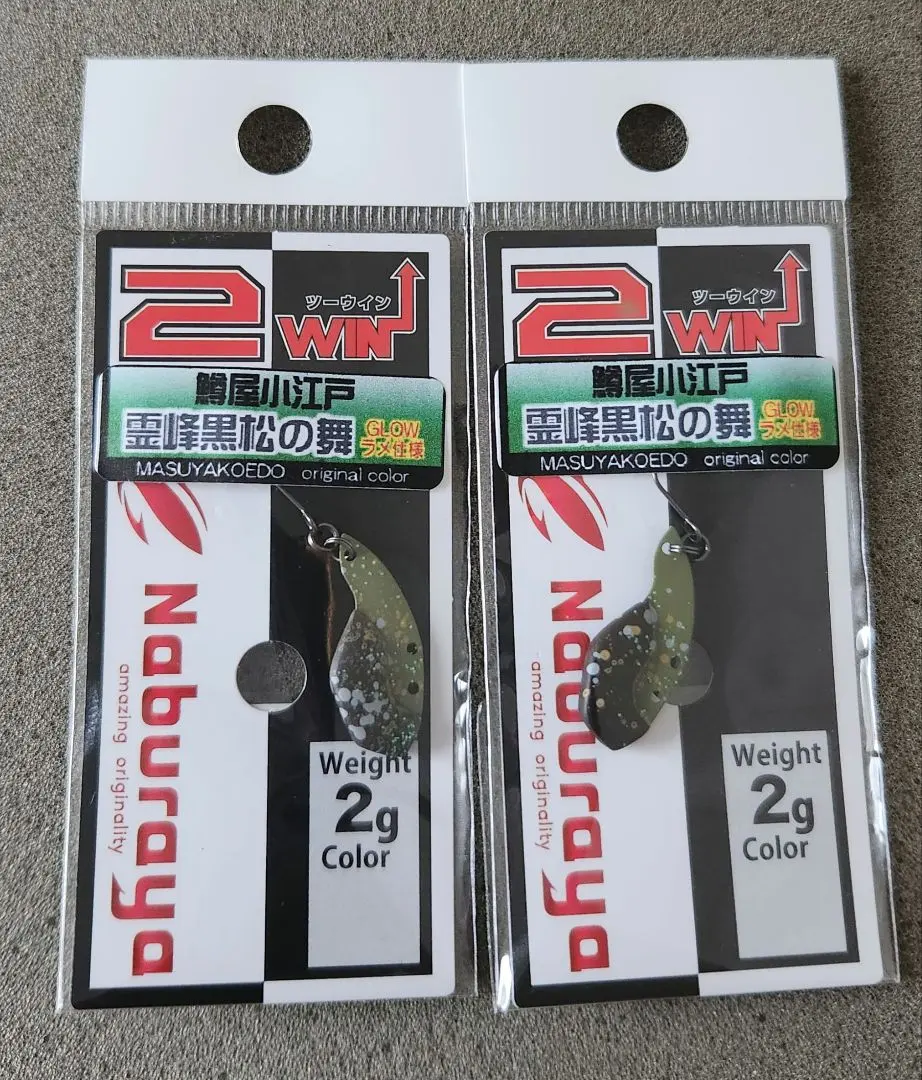 2
ツーウイン
WIN
鱒屋小江戸
霊峰黒松の舞
GLOW
ラメ仕様
MASUYAKOEDO original color
Naburaya
amazing originality
Weight
2g
Color
2
ツーウイン
WIN
鱒屋小江戸
霊峰黒松の舞
GLOW
ラメ仕様
MASUYAKOEDO original color
Naburaya
amazing originality
Weight
2g
Color